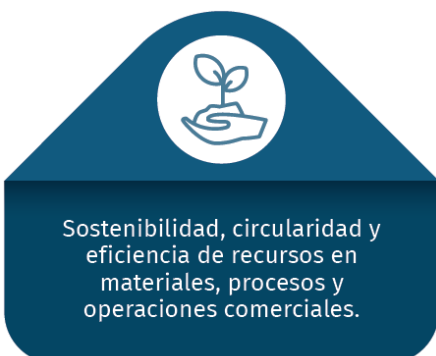 Sostenibilidad, circularidad y
eficiencia de recursos en
materiales, procesos y
operaciones comerciales.